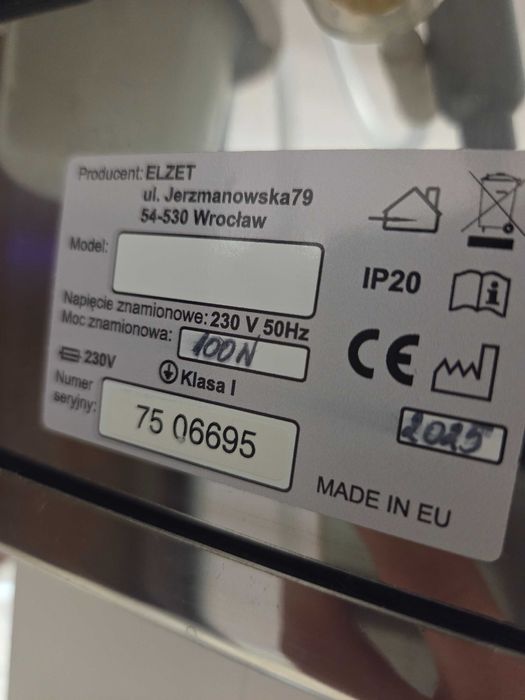 Producent: ELZET
ul. Jerzmanowska79
54-530 Wrocław
Model:
Napięcie znamionowe: 230 V 50Hz
Moc znamionowa: 100W
230V
Klasa I
Numer
seryjny: 75 06695
IP20
CE
2025
MADE IN EU